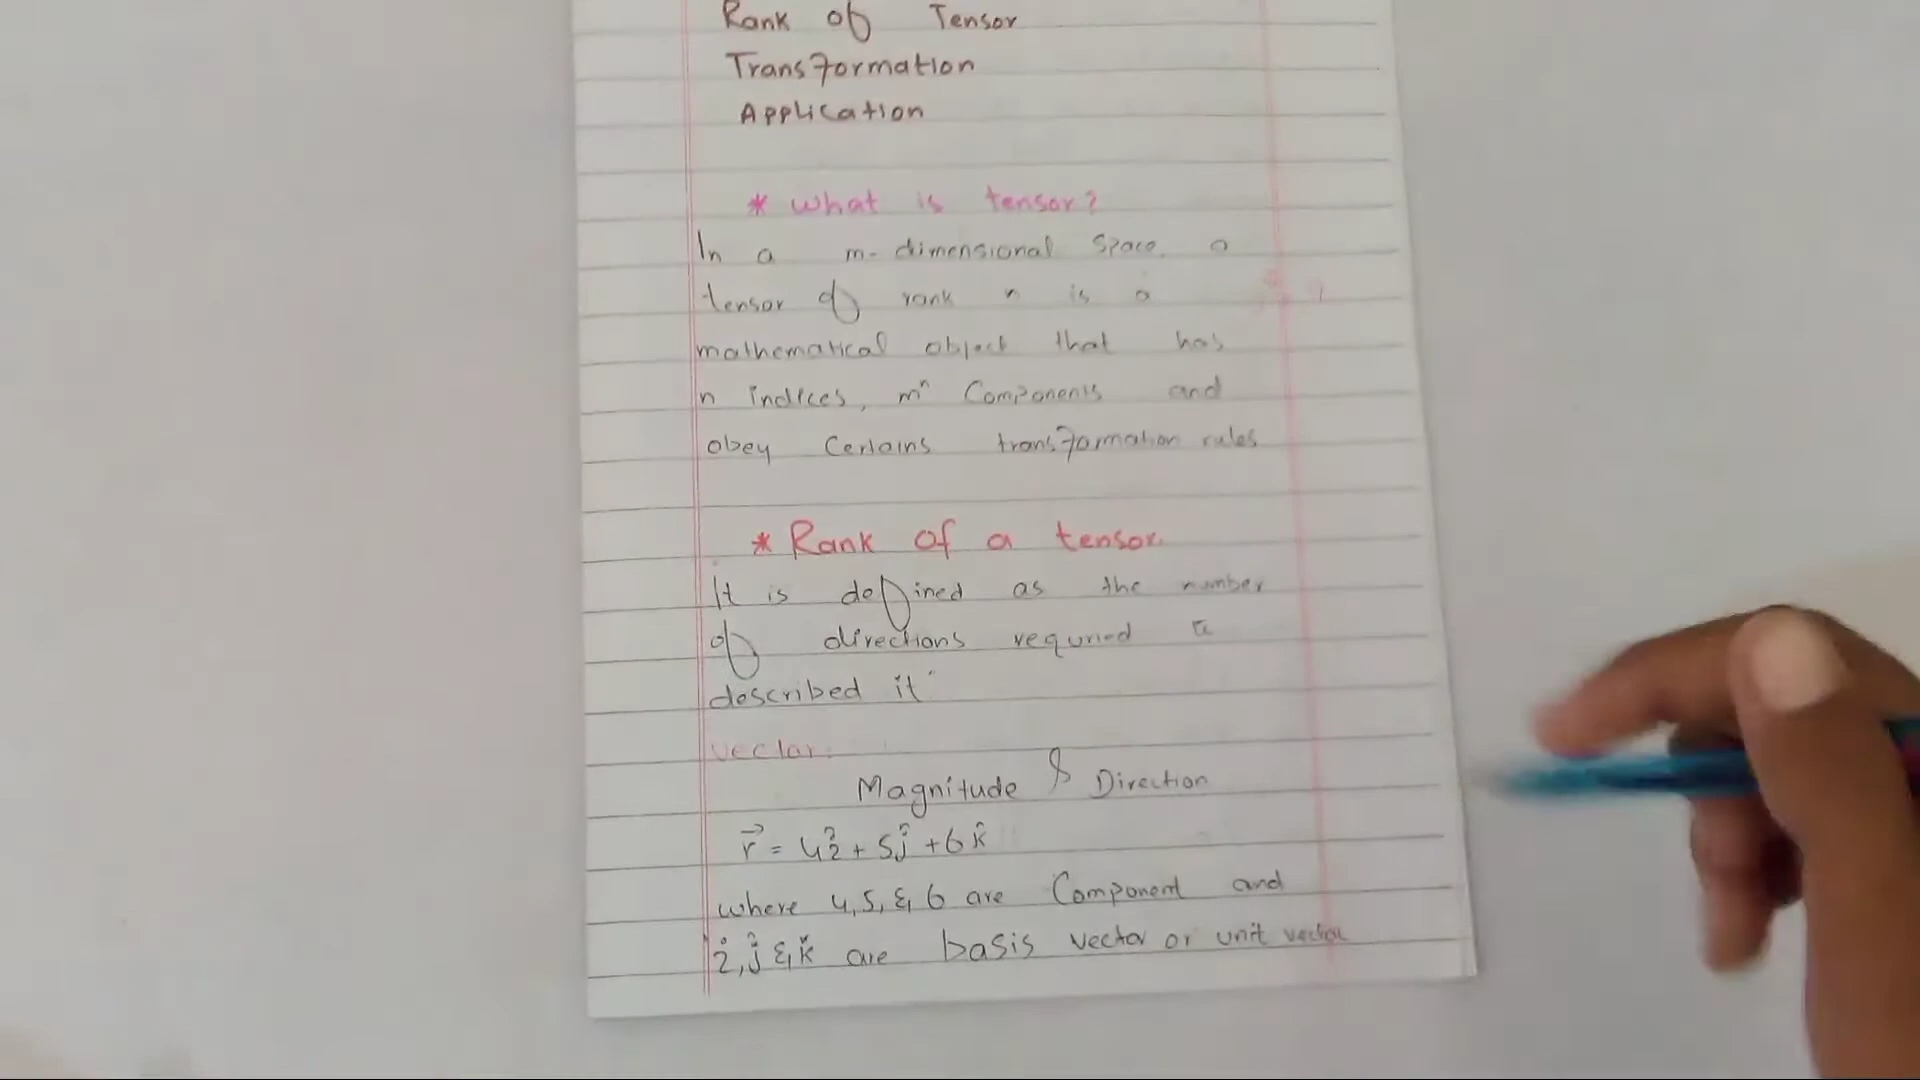 Rank of Tensor
Transformation
Application
* What is tensor?
In a m-dimensional space, a
tensor of rank n is a
mathematical object that has
n indices, mⁿ Components and
obey Certains transformation rules
* Rank of a tensor.
It is defined as the number
of directions requried to
described it"
vector.
Magnitude & Direction
r⃗ = 4î + 5ĵ + 6k̂
where 4, 5, & 6 are Component and
î, ĵ & k̂ are basis vector or unit vector